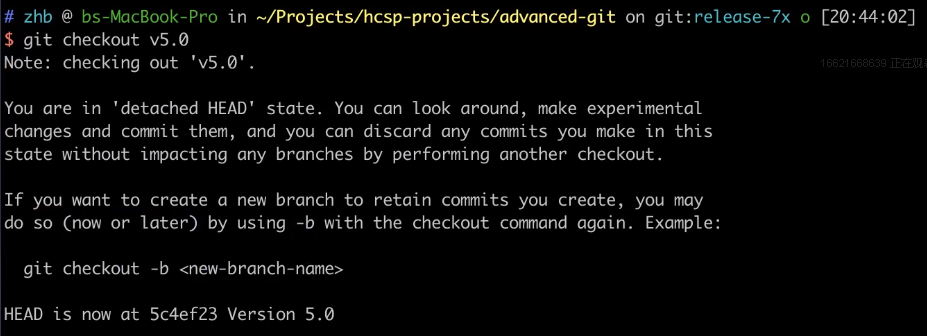 # zhb @ bs-MacBook-Pro in ~/Projects/hcsp-projects/advanced-git on git:release-7x o [20:44:02]
$ git checkout v5.0
Note: checking out 'v5.0'.
16621668639 正在观看
You are in 'detached HEAD' state. You can look around, make experimental
changes and commit them, and you can discard any commits you make in this
state without impacting any branches by performing another checkout.
If you want to create a new branch to retain commits you create, you may
do so (now or later) by using -b with the checkout command again. Example:
git checkout -b <new-branch-name>
HEAD is now at 5c4ef23 Version 5.0